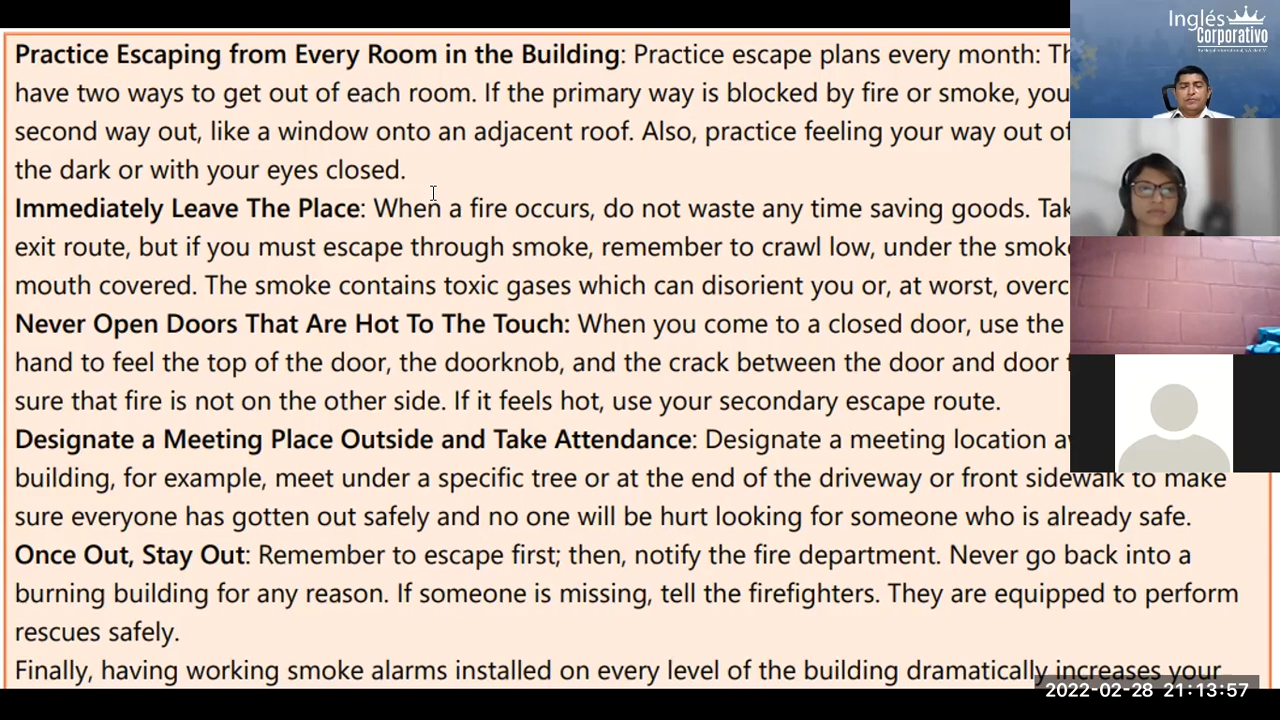 Practice Escaping from Every Room in the Building: Practice escape plans every month: Th
have two ways to get out of each room. If the primary way is blocked by fire or smoke, you
second way out, like a window onto an adjacent roof. Also, practice feeling your way out of
the dark or with your eyes closed.
Immediately Leave The Place: When a fire occurs, do not waste any time saving goods. Tak
exit route, but if you must escape through smoke, remember to crawl low, under the smoke
mouth covered. The smoke contains toxic gases which can disorient you or, at worst, overc
Never Open Doors That Are Hot To The Touch: When you come to a closed door, use the
hand to feel the top of the door, the doorknob, and the crack between the door and door
sure that fire is not on the other side. If it feels hot, use your secondary escape route.
Designate a Meeting Place Outside and Take Attendance: Designate a meeting location
building, for example, meet under a specific tree or at the end of the driveway or front sidewalk to make
sure everyone has gotten out safely and no one will be hurt looking for someone who is already safe.
Once Out, Stay Out: Remember to escape first; then, notify the fire department. Never go back into a
burning building for any reason. If someone is missing, tell the firefighters. They are equipped to perform
rescues safely.
Finally, having working smoke alarms installed on every level of the building dramatically increases your
Inglés
Corporativo
2022-02-28 21:13:57